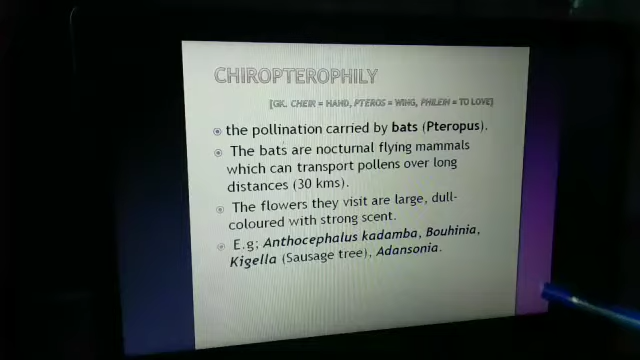 CHIROPTEROPHILY
[GK. CHEIR = HAND, PTEROS = WING, PHILEIN = TO LOVE]
the pollination carried by bats (Pteropus).
The bats are nocturnal flying mammals
which can transport pollens over long
distances (30 kms).
The flowers they visit are large, dull-
coloured with strong scent.
E.g; Anthocephalus kadamba, Bouhinia,
Kigella (Sausage tree), Adansonia.